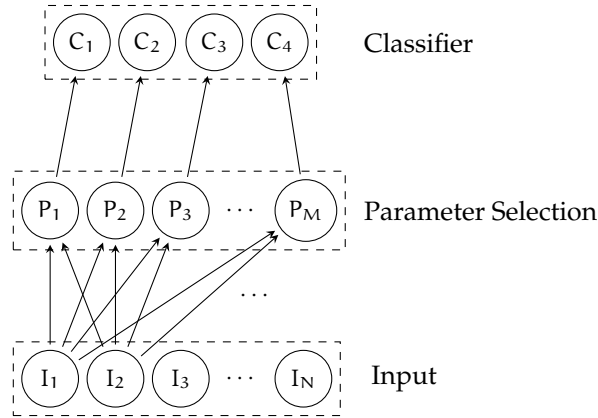 C₁ C₂ C₃ C₄ Classifier
P₁ P₂ P₃ ··· P_M Parameter Selection
···
I₁ I₂ I₃ ··· I_N Input